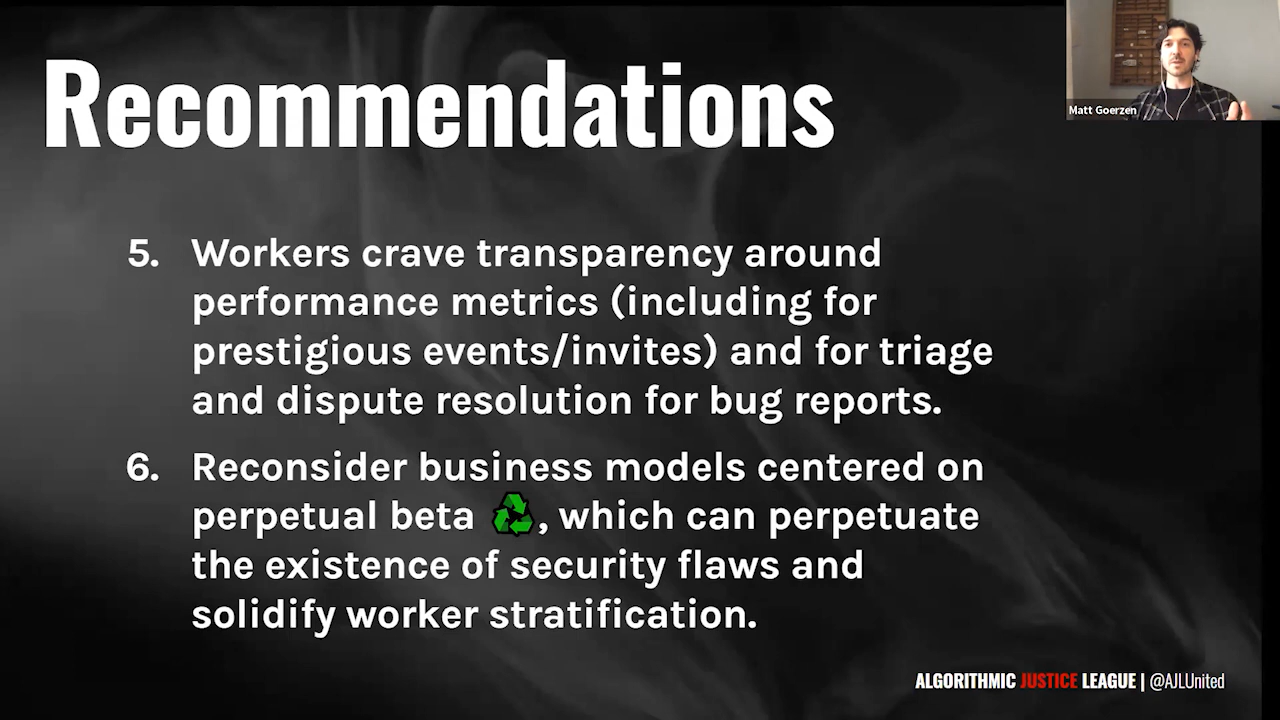 Recommendations
Matt Goerzen
5. Workers crave transparency around
performance metrics (including for
prestigious events/invites) and for triage
and dispute resolution for bug reports.
6. Reconsider business models centered on
perpetual beta ♻, which can perpetuate
the existence of security flaws and
solidify worker stratification.
ALGORITHMIC JUSTICE LEAGUE | @AJLUnited